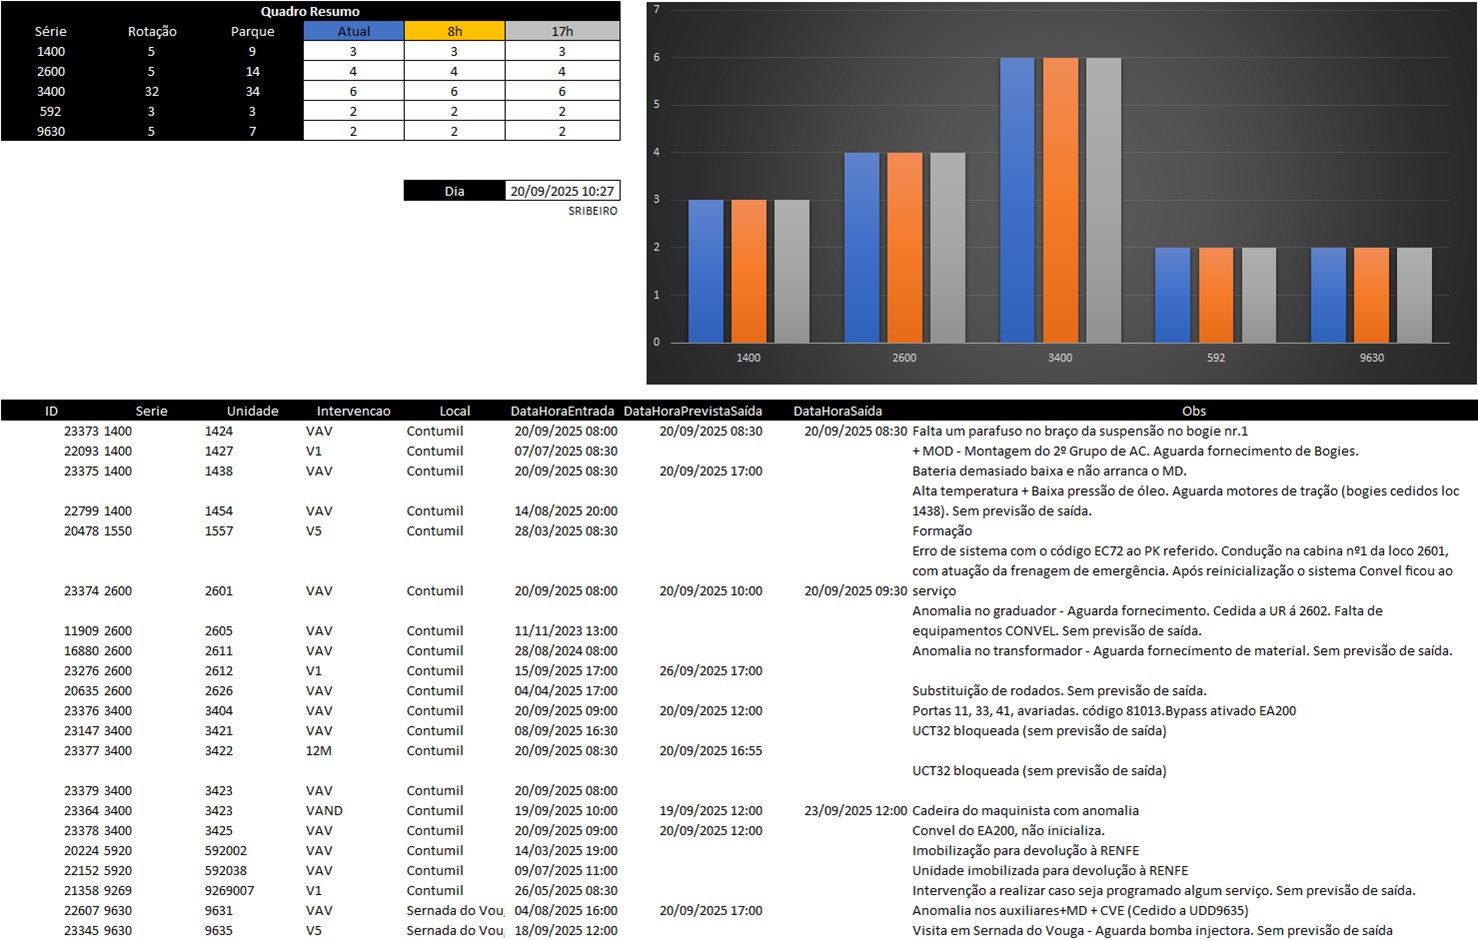 Quadro Resumo
Série Rotação Parque Atual 8h 17h
1400 5 9 3 3 3
2600 5 14 4 4 4
3400 32 34 6 6 6
592 3 3 2 2 2
9630 5 7 2 2 2
Dia 20/09/2025 10:27
SRIBEIRO
7
6
5
4
3
2
1
0
1400 2600 3400 592 9630
ID Serie Unidade Intervencao Local DataHoraEntrada DataHoraPrevistaSaída DataHoraSaída Obs
23373 1400 1424 VAV Contumil 20/09/2025 08:00 20/09/2025 08:30 20/09/2025 08:30 Falta um parafuso no braço da suspensão no bogie nr.1
22093 1400 1427 V1 Contumil 07/07/2025 08:30 + MOD - Montagem do 2º Grupo de AC. Aguarda fornecimento de Bogies.
23375 1400 1438 VAV Contumil 20/09/2025 08:30 20/09/2025 17:00 Bateria demasiado baixa e não arranca o MD.
Alta temperatura + Baixa pressão de óleo. Aguarda motores de tração (bogies cedidos loc
22799 1400 1454 VAV Contumil 14/08/2025 20:00 1438). Sem previsão de saída.
20478 1550 1557 V5 Contumil 28/03/2025 08:30 Formação
Erro de sistema com o código EC72 ao PK referido. Condução na cabina nº1 da loco 2601,
com atuação da frenagem de emergência. Após reinicialização o sistema Convel ficou ao
23374 2600 2601 VAV Contumil 20/09/2025 08:00 20/09/2025 10:00 20/09/2025 09:30 serviço
Anomalia no graduador - Aguarda fornecimento. Cedida a UR á 2602. Falta de
11909 2600 2605 VAV Contumil 11/11/2023 13:00 equipamentos CONVEL. Sem previsão de saída.
16880 2600 2611 VAV Contumil 28/08/2024 08:00 Anomalia no transformador - Aguarda fornecimento de material. Sem previsão de saída.
23276 2600 2612 V1 Contumil 15/09/2025 17:00 26/09/2025 17:00
20635 2600 2626 VAV Contumil 04/04/2025 17:00 Substituição de rodados. Sem previsão de saída.
23376 3400 3404 VAV Contumil 20/09/2025 09:00 20/09/2025 12:00 Portas 11, 33, 41, avariadas. código 81013.Bypass ativado EA200
23147 3400 3421 VAV Contumil 08/09/2025 16:30 UCT32 bloqueada (sem previsão de saída)
23377 3400 3422 12M Contumil 20/09/2025 08:30 20/09/2025 16:55
UCT32 bloqueada (sem previsão de saída)
23379 3400 3423 VAV Contumil 20/09/2025 08:00
23364 3400 3423 VAND Contumil 19/09/2025 10:00 19/09/2025 12:00 23/09/2025 12:00 Cadeira do maquinista com anomalia
23378 3400 3425 VAV Contumil 20/09/2025 09:00 20/09/2025 12:00 Convel do EA200, não inicializa.
20224 5920 592002 VAV Contumil 14/03/2025 19:00 Imobilização para devolução à RENFE
22152 5920 592038 VAV Contumil 09/07/2025 11:00 Unidade imobilizada para devolução à RENFE
21358 9269 9269007 V1 Contumil 26/05/2025 08:30 Intervenção a realizar caso seja programado algum serviço. Sem previsão de saída.
22607 9630 9631 VAV Sernada do Vou 04/08/2025 16:00 20/09/2025 17:00 Anomalia nos auxiliares+MD + CVE (Cedido a UDD9635)
23345 9630 9635 V5 Sernada do Vou 18/09/2025 12:00 Visita em Sernada do Vouga - Aguarda bomba injectora. Sem previsão de saída